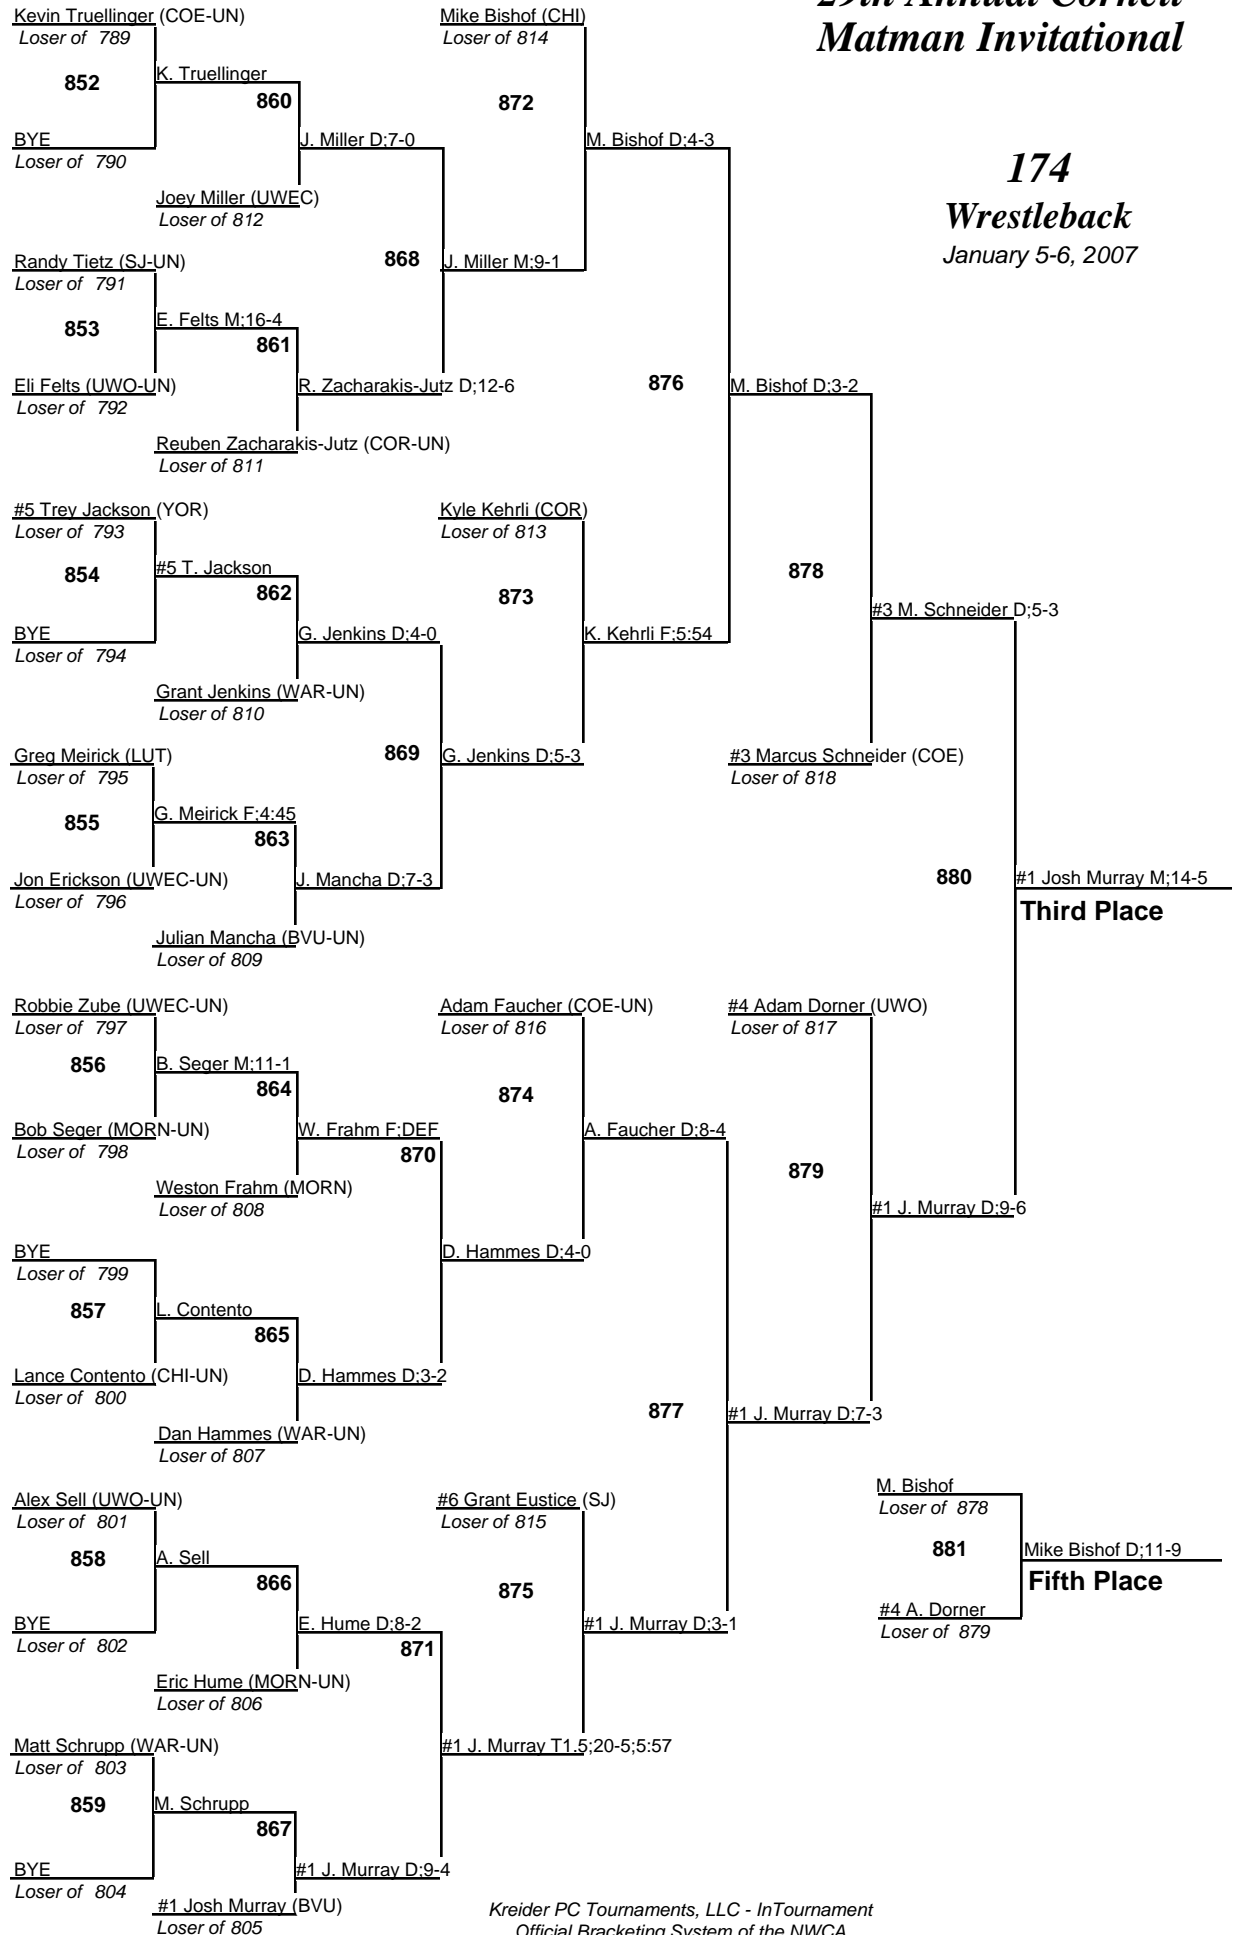 29th Annual Cornell
Matman Invitational
174
Wrestleback
January 5-6, 2007
Kevin Truellinger (COE-UN)
Loser of 789
852
BYE
Loser of 790
K. Truellinger
860
Joey Miller (UWEC)
Loser of 812
J. Miller D;7-0
Randy Tietz (SJ-UN)
Loser of 791
853
Eli Felts (UWO-UN)
Loser of 792
E. Felts M;16-4
861
Reuben Zacharakis-Jutz (COR-UN)
Loser of 811
R. Zacharakis-Jutz D;12-6
868
J. Miller M;9-1
Mike Bishof (CHI)
Loser of 814
872
M. Bishof D;4-3
#5 Trey Jackson (YOR)
Loser of 793
854
BYE
Loser of 794
#5 T. Jackson
862
Grant Jenkins (WAR-UN)
Loser of 810
G. Jenkins D;4-0
Greg Meirick (LUT)
Loser of 795
855
Jon Erickson (UWEC-UN)
Loser of 796
G. Meirick F;4:45
863
Julian Mancha (BVU-UN)
Loser of 809
J. Mancha D;7-3
869
G. Jenkins D;5-3
Kyle Kehrli (COR)
Loser of 813
873
K. Kehrli F;5:54
876
M. Bishof D;3-2
878
#3 Marcus Schneider (COE)
Loser of 818
#3 M. Schneider D;5-3
880
#1 Josh Murray M;14-5
Third Place
Robbie Zube (UWEC-UN)
Loser of 797
856
Bob Seger (MORN-UN)
Loser of 798
B. Seger M;11-1
864
Weston Frahm (MORN)
Loser of 808
W. Frahm F;DEF
870
BYE
Loser of 799
857
Lance Contento (CHI-UN)
Loser of 800
L. Contento
865
Dan Hammes (WAR-UN)
Loser of 807
D. Hammes D;3-2
D. Hammes D;4-0
Adam Faucher (COE-UN)
Loser of 816
874
A. Faucher D;8-4
#4 Adam Dorner (UWO)
Loser of 817
879
#1 J. Murray D;9-6
877
#1 J. Murray D;7-3
Alex Sell (UWO-UN)
Loser of 801
858
BYE
Loser of 802
A. Sell
866
Eric Hume (MORN-UN)
Loser of 806
E. Hume D;8-2
871
Matt Schrupp (WAR-UN)
Loser of 803
859
BYE
Loser of 804
M. Schrupp
867
#1 Josh Murray (BVU)
Loser of 805
#1 J. Murray D;9-4
#1 J. Murray T1.5;20-5;5:57
#6 Grant Eustice (SJ)
Loser of 815
875
#1 J. Murray D;3-1
M. Bishof
Loser of 878
881
#4 A. Dorner
Loser of 879
Mike Bishof D;11-9
Fifth Place
Kreider PC Tournaments, LLC - InTournament
Official Bracketing System of the NWCA